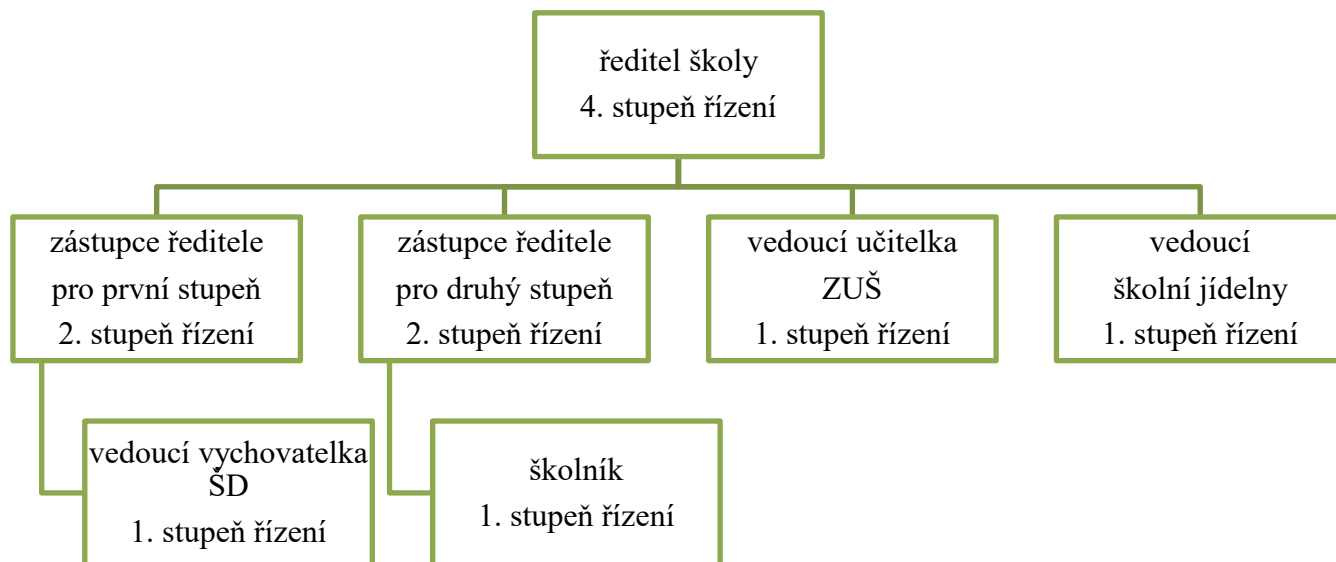 ředitel školy
4. stupeň řízení
zástupce ředitele
pro první stupeň
2. stupeň řízení
zástupce ředitele
pro druhý stupeň
2. stupeň řízení
vedoucí učitelka
ZUŠ
1. stupeň řízení
vedoucí
školní jídelny
1. stupeň řízení
vedoucí vychovatelka
ŠD
1. stupeň řízení
školník
1. stupeň řízení